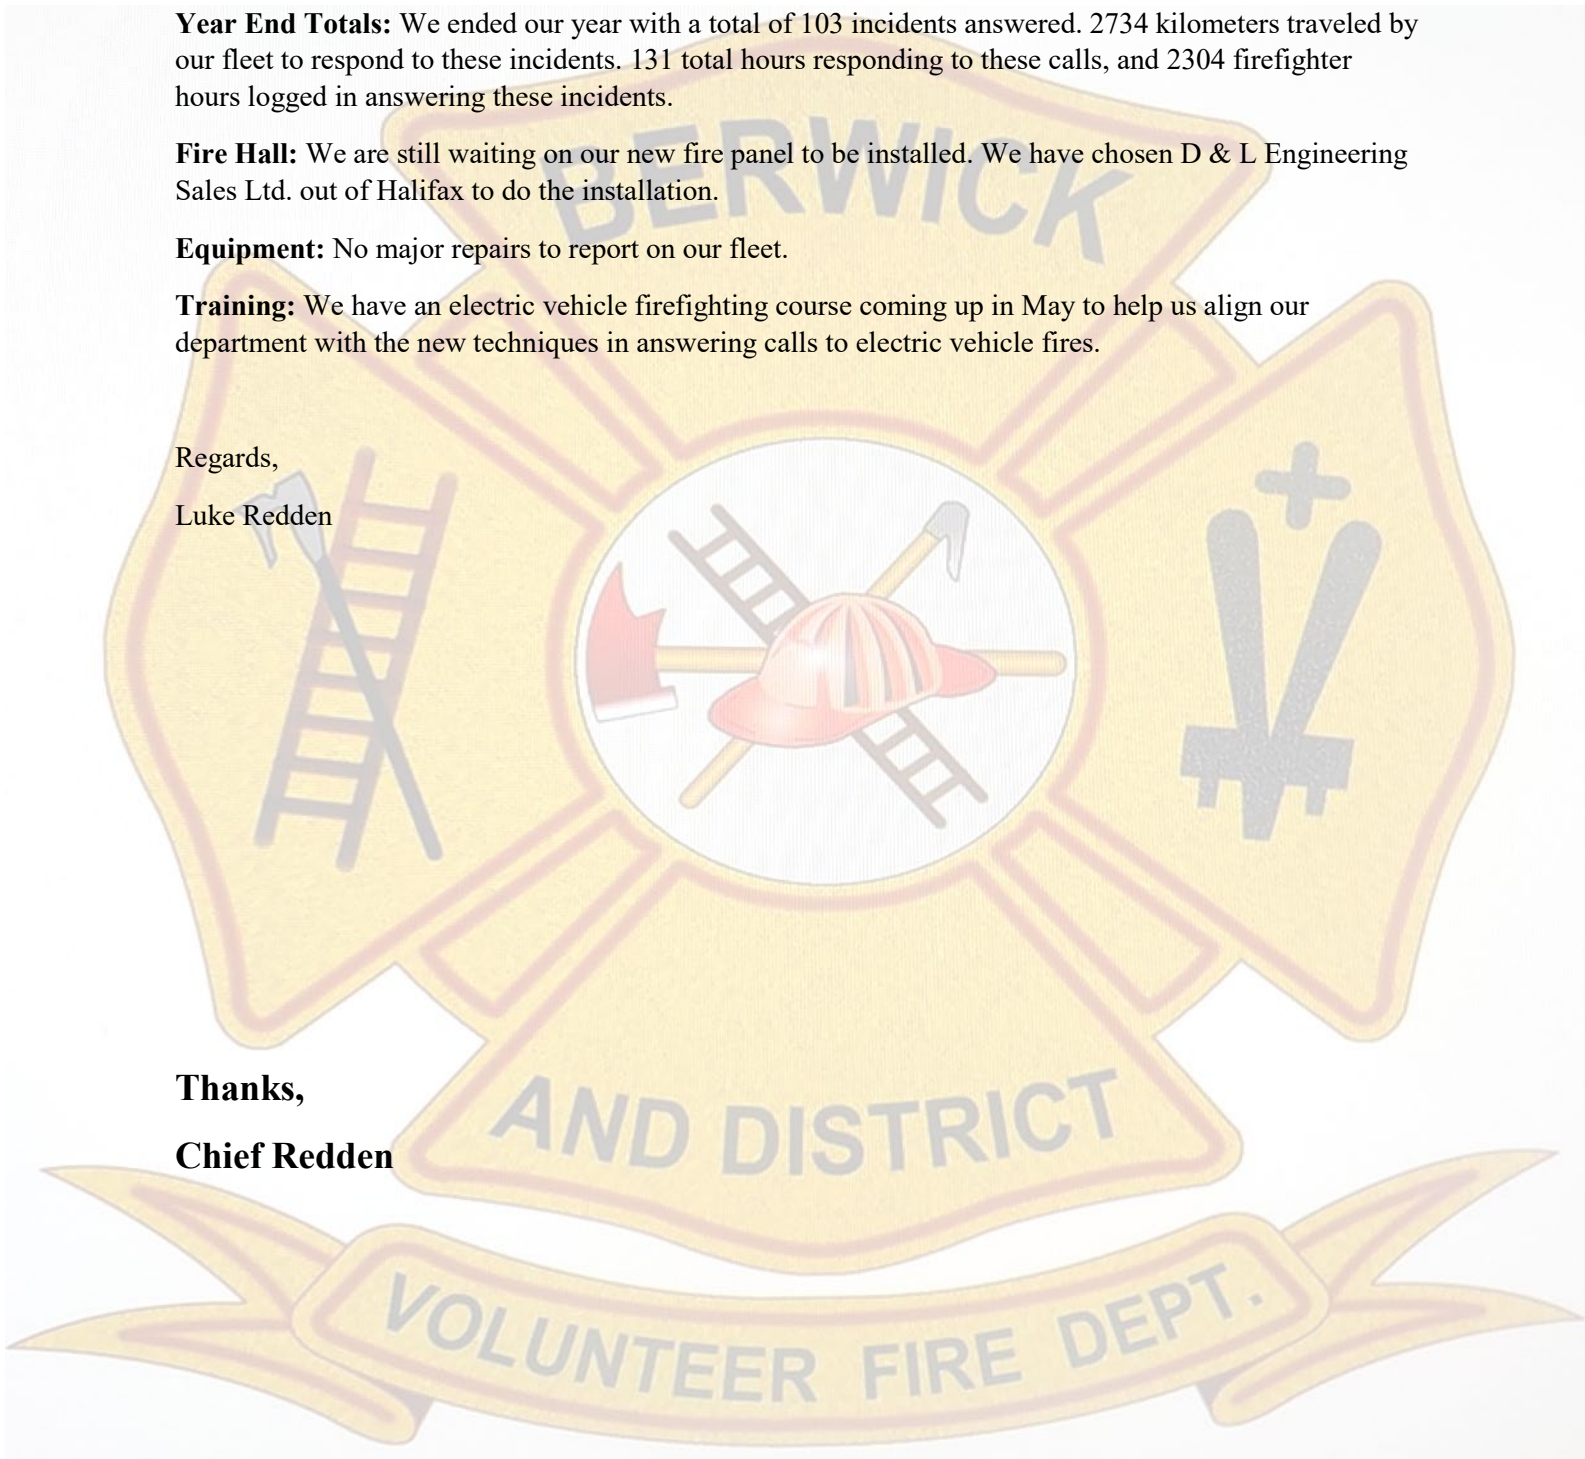 Year End Totals: We ended our year with a total of 103 incidents answered. 2734 kilometers traveled by
our fleet to respond to these incidents. 131 total hours responding to these calls, and 2304 firefighter
hours logged in answering these incidents.
Fire Hall: We are still waiting on our new fire panel to be installed. We have chosen D & L Engineering
Sales Ltd. out of Halifax to do the installation.
Equipment: No major repairs to report on our fleet.
Training: We have an electric vehicle firefighting course coming up in May to help us align our
department with the new techniques in answering calls to electric vehicle fires.
Regards,
Luke Redden
Thanks,
Chief Redden
BERWICK
AND DISTRICT
VOLUNTEER FIRE DEPT.